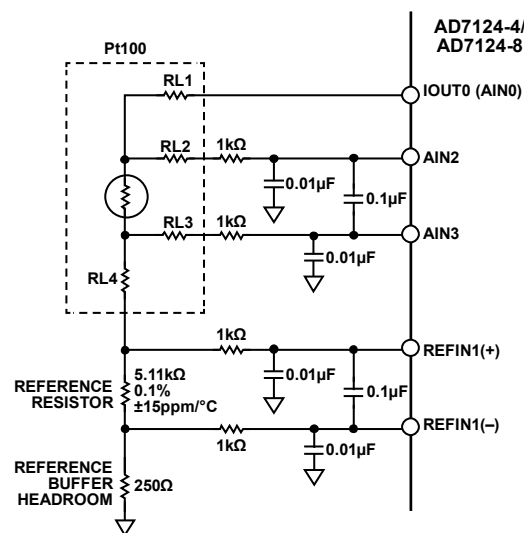 AD7124-4/
AD7124-8
Pt100
RL1
IOUT0 (AIN0)
RL2
1kΩ
AIN2
0.01µF
0.1µF
RL3
1kΩ
AIN3
0.01µF
RL4
1kΩ
REFIN1(+)
5.11kΩ
0.1%
±15ppm/°C
REFERENCE
RESISTOR
0.01µF
0.1µF
1kΩ
REFIN1(–)
0.01µF
REFERENCE
BUFFER
HEADROOM
250Ω